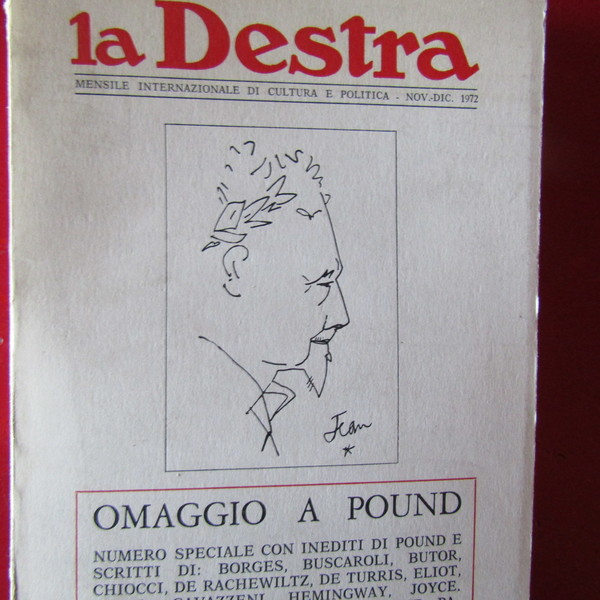 la Destra
MENSILE INTERNAZIONALE DI CULTURA E POLITICA - NOV.-DIC. 1972
Jean
OMAGGIO A POUND
NUMERO SPECIALE CON INEDITI DI POUND E
SCRITTI DI: BORGES, BUSCAROLI, BUTOR,
CHIOCCI, DE RACHEWILTZ, DE TURRIS, ELIOT,
GAVAZZENI, HEMINGWAY, JOYCE,